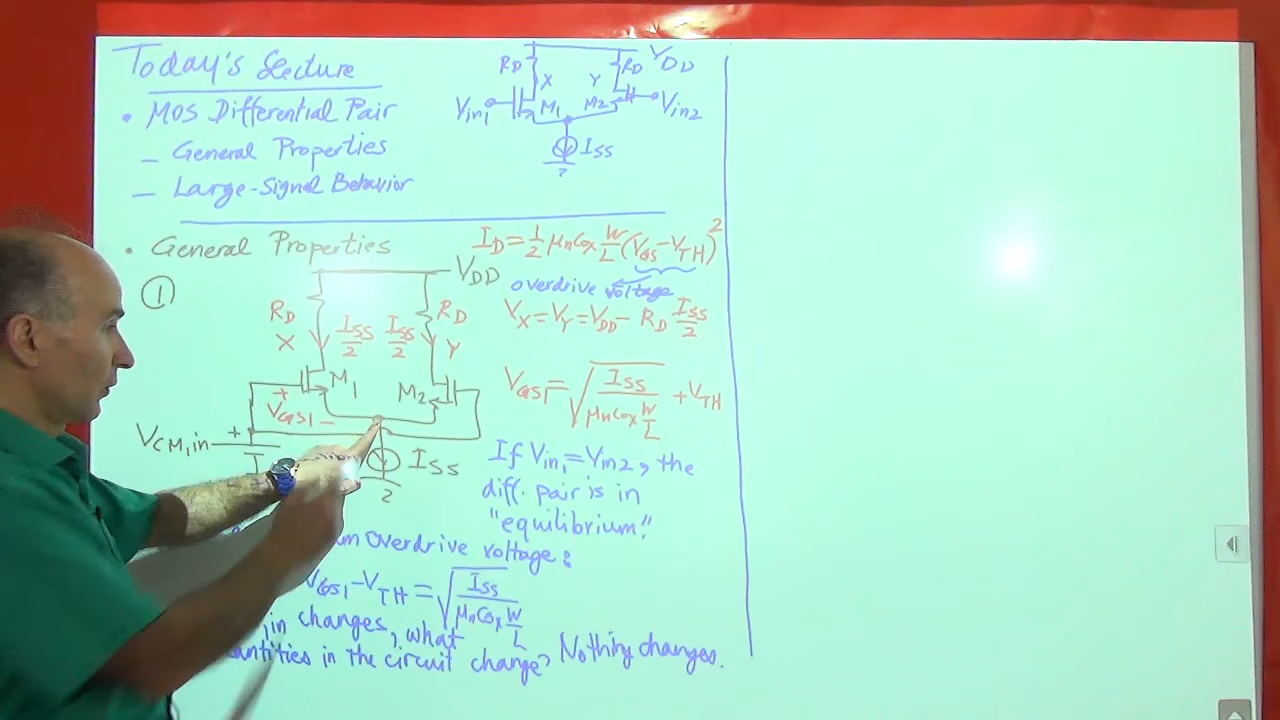 Today's Lecture
• MOS Differential Pair
– General Properties
– Large-Signal Behavior
RD X Y RD VDD
Vin1 M1 M2 Vin2
ISS
• General Properties
①
VDD
RD RD
X ISS/2 ISS/2 Y
M1 M2
+ VGS1 –
VCM,in +
ISS
ID = 1/2 μnCox W/L (VGS – VTH)²
overdrive voltage
VX = VY = VDD – RD ISS/2
VGS1 = √(ISS / (μnCox W/L)) + VTH
If Vin1 = Vin2, the
diff. pair is in
"equilibrium".
Overdrive voltage:
VGS1 – VTH = √(ISS / (μnCox W/L))
in changes, what
in the circuit change? Nothing changes.